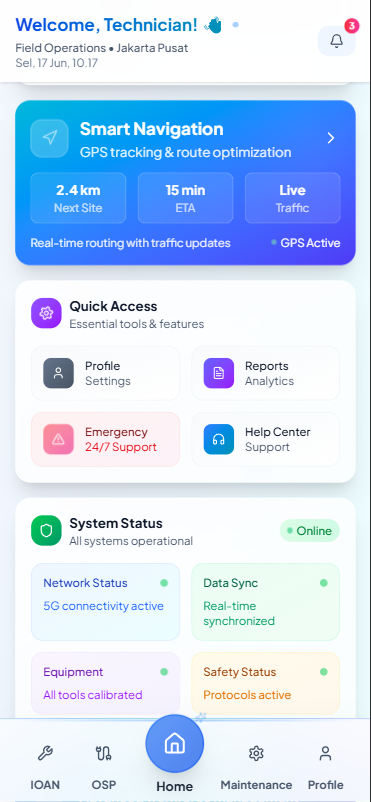 Welcome, Technician!
3
Field Operations • Jakarta Pusat
Sel, 17 Jun, 10.17
Smart Navigation
GPS tracking & route optimization
2.4 km
Next Site
15 min
ETA
Live
Traffic
Real-time routing with traffic updates
GPS Active
Quick Access
Essential tools & features
Profile
Settings
Reports
Analytics
Emergency
24/7 Support
Help Center
Support
System Status
All systems operational
Online
Network Status
5G connectivity active
Data Sync
Real-time
synchronized
Equipment
All tools calibrated
Safety Status
Protocols active
IOAN
OSP
Home
Maintenance
Profile